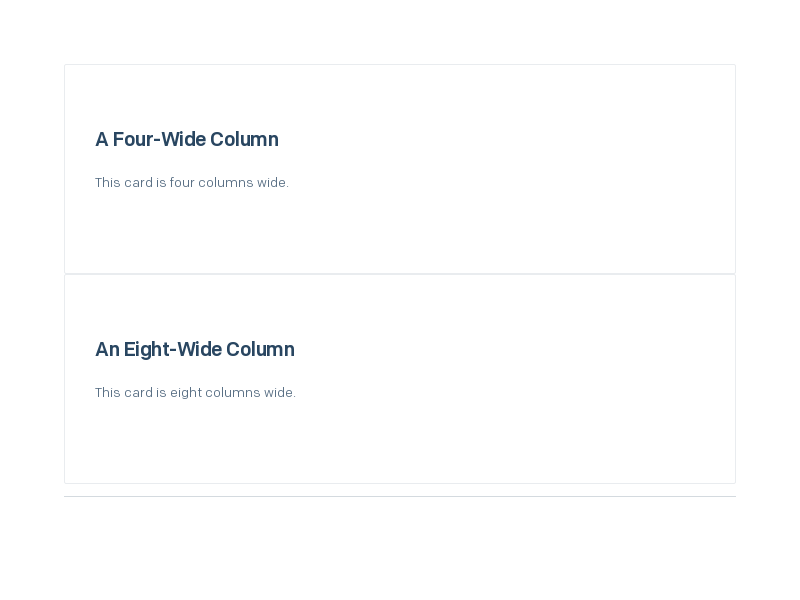 A Four-Wide Column
This card is four columns wide.
An Eight-Wide Column
This card is eight columns wide.